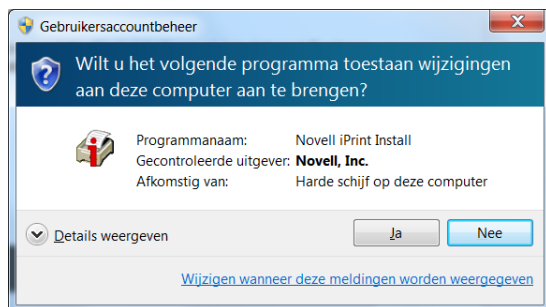 Gebruikersaccountbeheer
Wilt u het volgende programma toestaan wijzigingen
aan deze computer aan te brengen?
Programmanaam: Novell iPrint Install
Gecontroleerde uitgever: Novell, Inc.
Afkomstig van: Harde schijf op deze computer
Details weergeven
Ja
Nee
Wijzigen wanneer deze meldingen worden weergegeven